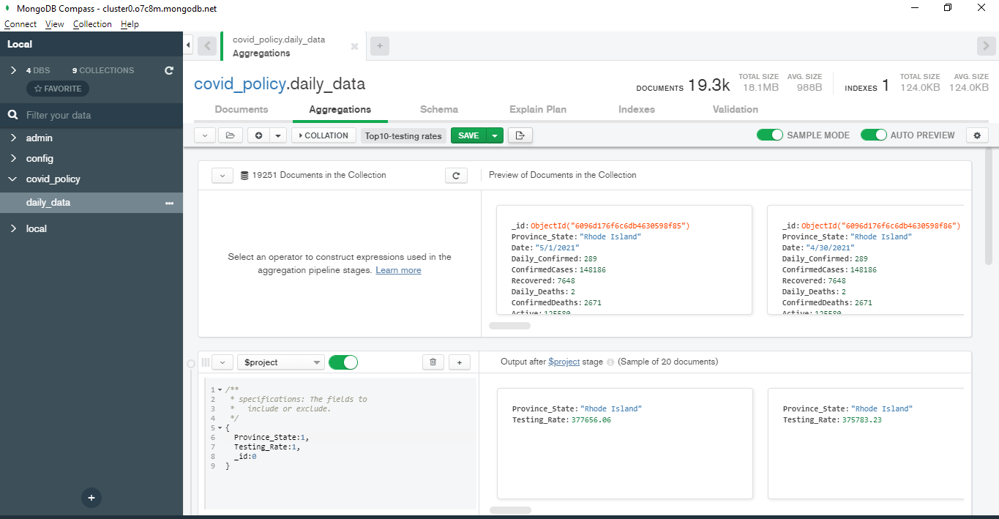 MongoDB Compass - cluster0.o7c8m.mongodb.net
Connect View Collection Help
Local
4 DBS 9 COLLECTIONS
FAVORITE
Filter your data
admin
config
covid_policy
daily_data
local
covid_policy.daily_data
Aggregations
covid_policy.daily_data
DOCUMENTS 19.3k TOTAL SIZE 18.1MB AVG. SIZE 988B
INDEXES 1 TOTAL SIZE 124.0KB AVG. SIZE 124.0KB
Documents Aggregations Schema Explain Plan Indexes Validation
COLLATION Top10-testing rates SAVE SAMPLE MODE AUTO PREVIEW
19251 Documents in the Collection
Preview of Documents in the Collection
Select an operator to construct expressions used in the
aggregation pipeline stages. Learn more
_id: ObjectId("6096d176f6c6db4630598f85")
Province_State: "Rhode Island"
Date: "5/1/2021"
Daily_Confirmed: 289
ConfirmedCases: 148186
Recovered: 7648
Daily_Deaths: 2
ConfirmedDeaths: 2671
Active: 125580
_id: ObjectId("6096d176f6c6db4630598f86")
Province_State: "Rhode Island"
Date: "4/30/2021"
Daily_Confirmed: 289
ConfirmedCases: 148186
Recovered: 7648
Daily_Deaths: 2
ConfirmedDeaths: 2671
Active: 125580
$project
Output after $project stage (Sample of 20 documents)
1 /**
2 * specifications: The fields to
3 * include or exclude.
4 */
5 {
6 Province_State:1,
7 Testing_Rate:1,
8 _id:0
9 }
Province_State: "Rhode Island"
Testing_Rate: 377656.06
Province_State: "Rhode Island"
Testing_Rate: 375783.23